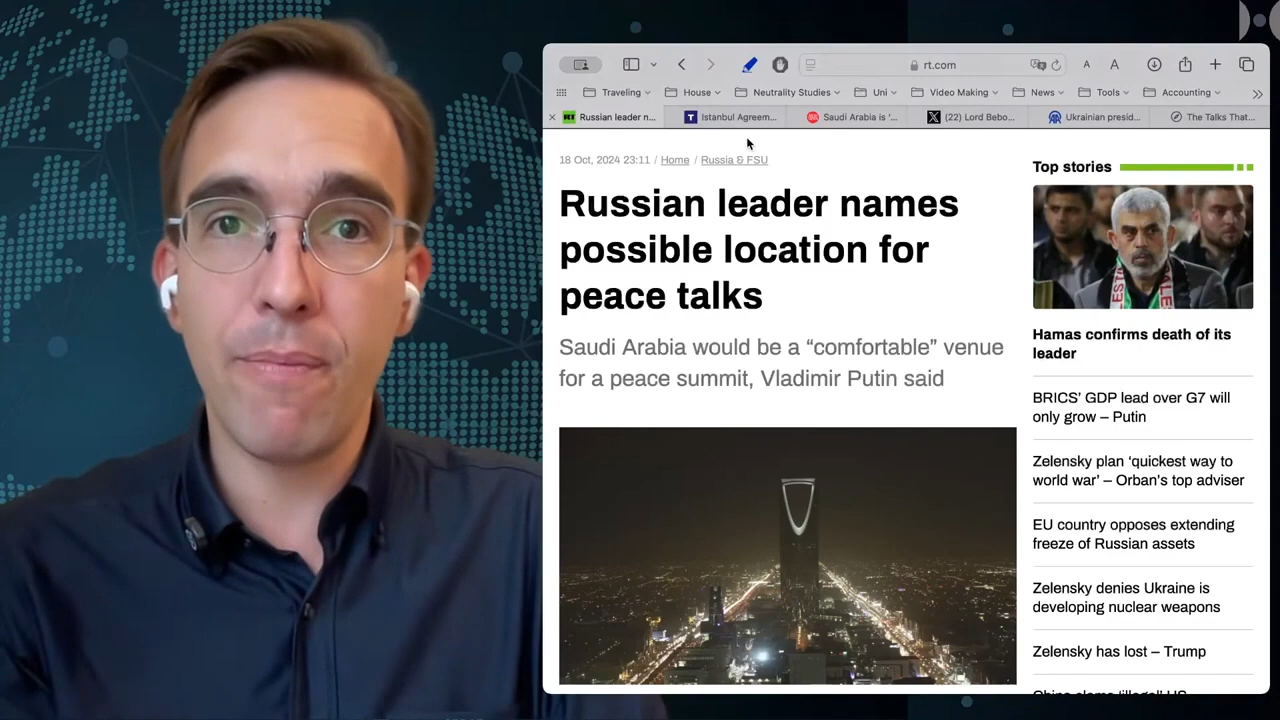 rt.com
A
A
Traveling
House
Neutrality Studies
Uni
Video Making
News
Tools
Accounting
RT
Russian leader n...
T
Istanbul Agreem...
Saudi Arabia is '...
X
(22) Lord Bebo...
Ukrainian presid...
The Talks That...
18 Oct, 2024 23:11 / Home / Russia & FSU
Russian leader names
possible location for
peace talks
Saudi Arabia would be a “comfortable” venue
for a peace summit, Vladimir Putin said
Top stories
Hamas confirms death of its
leader
BRICS’ GDP lead over G7 will
only grow – Putin
Zelensky plan ‘quickest way to
world war’ – Orban’s top adviser
EU country opposes extending
freeze of Russian assets
Zelensky denies Ukraine is
developing nuclear weapons
Zelensky has lost – Trump